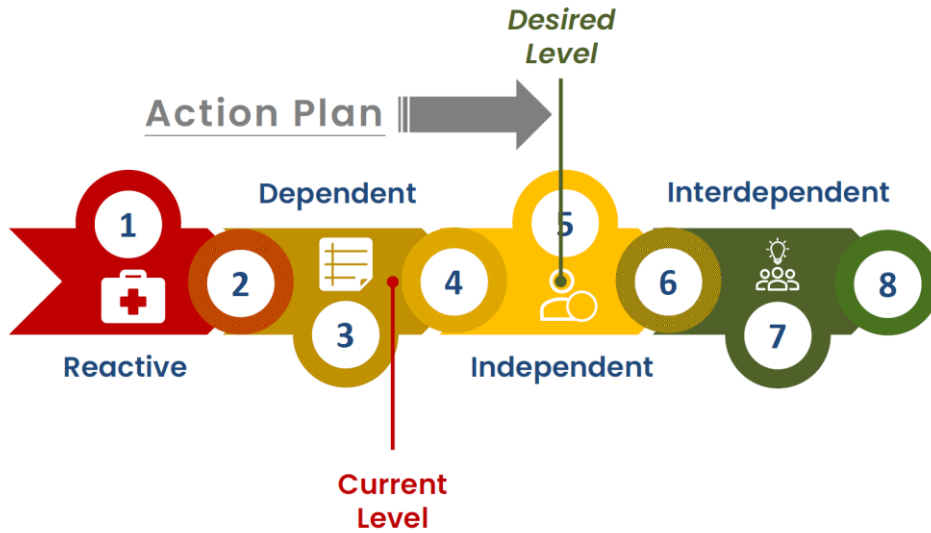 Desired
Level
Action Plan
Dependent
Interdependent
1
2
3
4
5
6
7
8
Reactive
Independent
Current
Level